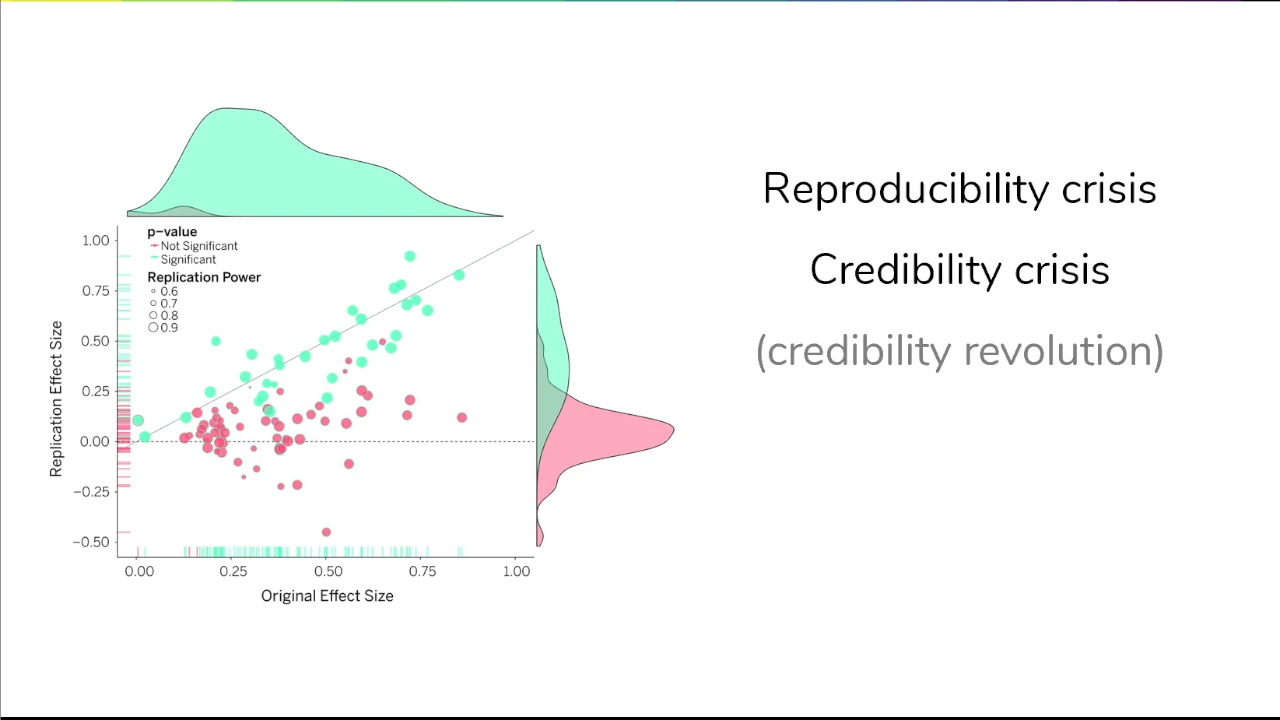 Reproducibility crisis
Credibility crisis
(credibility revolution)
p-value
Not Significant
Significant
Replication Power
0.6
0.7
0.8
0.9
Replication Effect Size
1.00
0.75
0.50
0.25
0.00
−0.25
−0.50
0.00
0.25
0.50
0.75
1.00
Original Effect Size